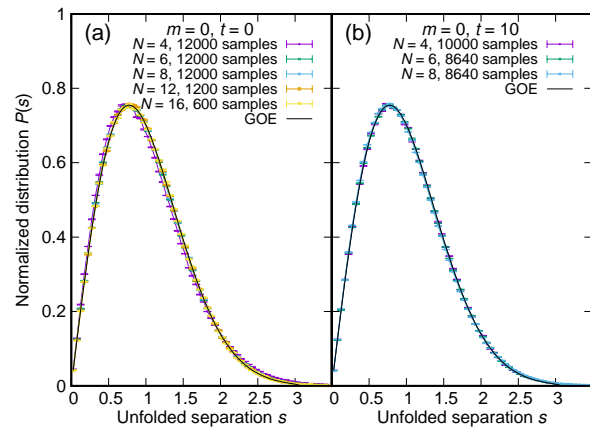 (a)
m = 0, t = 0
N = 4, 12000 samples
N = 6, 12000 samples
N = 8, 12000 samples
N = 12, 1200 samples
N = 16, 600 samples
GOE
(b)
m = 0, t = 10
N = 4, 10000 samples
N = 6, 8640 samples
N = 8, 8640 samples
GOE
Normalized distribution P(s)
1
0.8
0.6
0.4
0.2
0
0 0.5 1 1.5 2 2.5 3
0 0.5 1 1.5 2 2.5 3
Unfolded separation s
Unfolded separation s